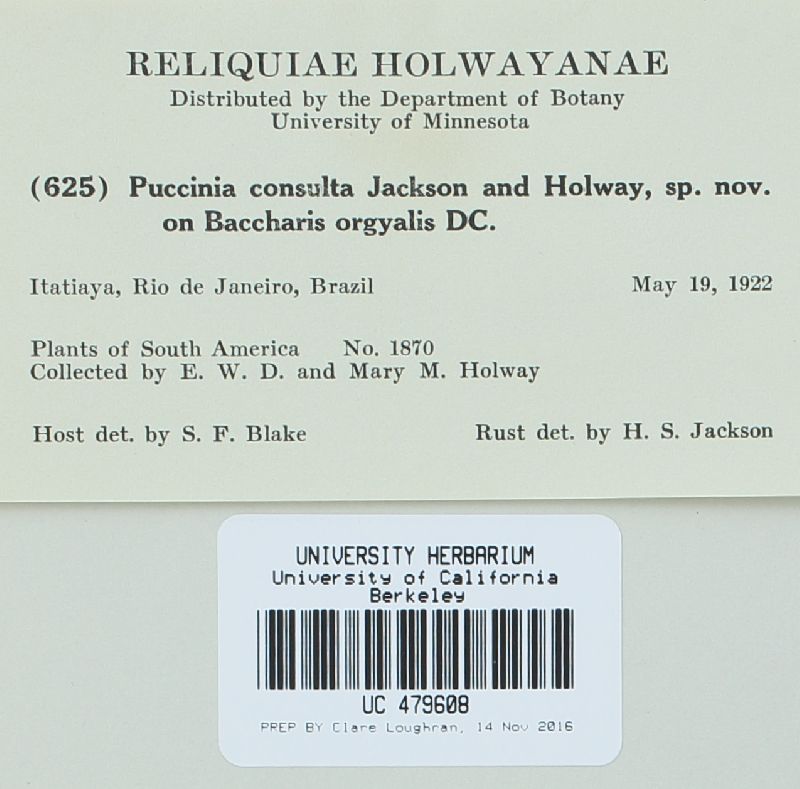 RELIQUIAE HOLWAYANAE
Distributed by the Department of Botany
University of Minnesota
(625) Puccinia consulta Jackson and Holway, sp. nov.
on Baccharis orgyalis DC.
Itatiaya, Rio de Janeiro, Brazil May 19, 1922
Plants of South America No. 1870
Collected by E. W. D. and Mary M. Holway
Host det. by S. F. Blake Rust det. by H. S. Jackson
UNIVERSITY HERBARIUM
University of California
Berkeley
UC 479608
PREP BY Clare Loughran, 14 Nov 2016